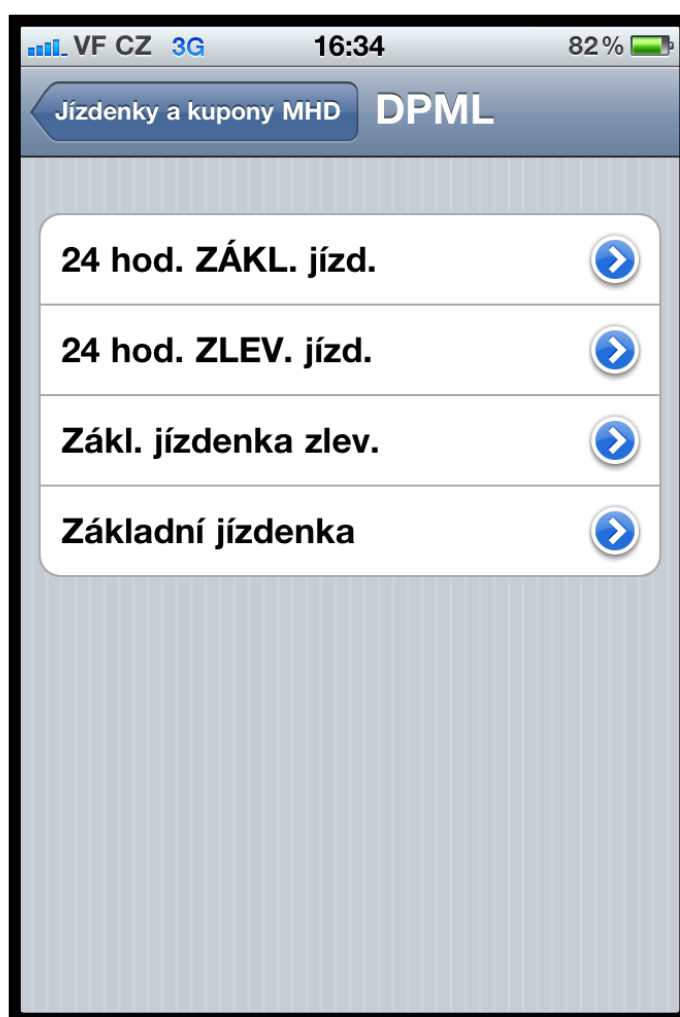 VF CZ 3G 16:34 82%
Jízdenky a kupony MHD DPML
24 hod. ZÁKL. jízd.
24 hod. ZLEV. jízd.
Zákl. jízdenka zlev.
Základní jízdenka